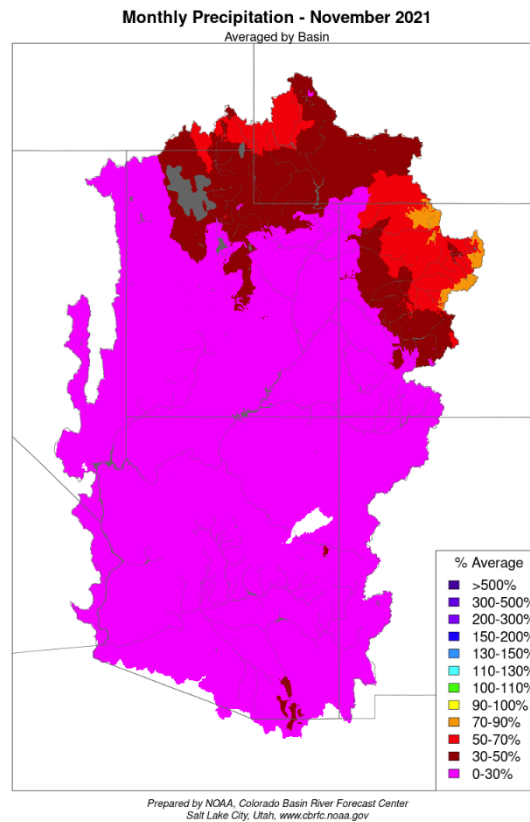 Monthly Precipitation - November 2021
Averaged by Basin
% Average
>500%
300-500%
200-300%
150-200%
130-150%
110-130%
100-110%
90-100%
70-90%
50-70%
30-50%
0-30%
Prepared by NOAA, Colorado Basin River Forecast Center
Salt Lake City, Utah, www.cbrfc.noaa.gov